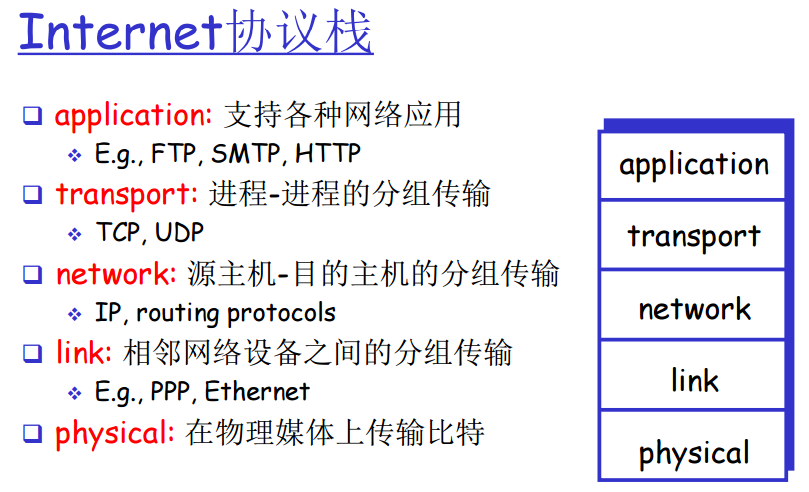 Internet协议栈
application: 支持各种网络应用
E.g., FTP, SMTP, HTTP
transport: 进程-进程的分组传输
TCP, UDP
network: 源主机-目的主机的分组传输
IP, routing protocols
link: 相邻网络设备之间的分组传输
E.g., PPP, Ethernet
physical: 在物理媒体上传输比特
application
transport
network
link
physical